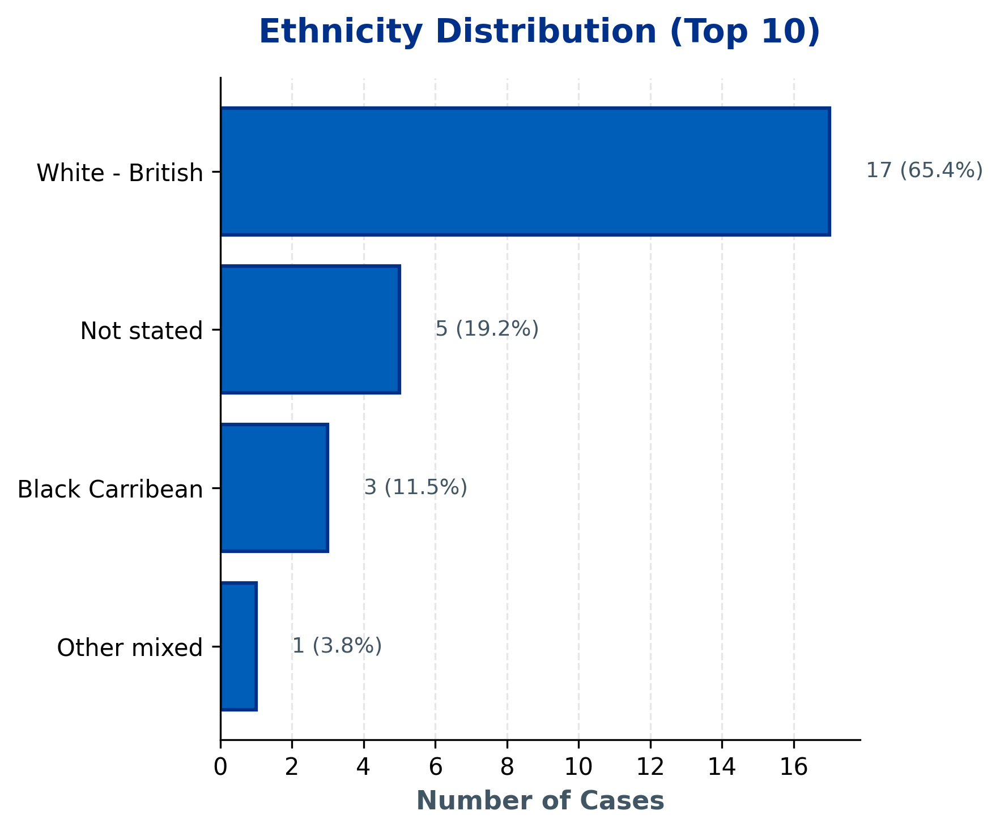 Ethnicity Distribution (Top 10)
White - British
17 (65.4%)
Not stated
5 (19.2%)
Black Carribean
3 (11.5%)
Other mixed
1 (3.8%)
0 2 4 6 8 10 12 14 16
Number of Cases